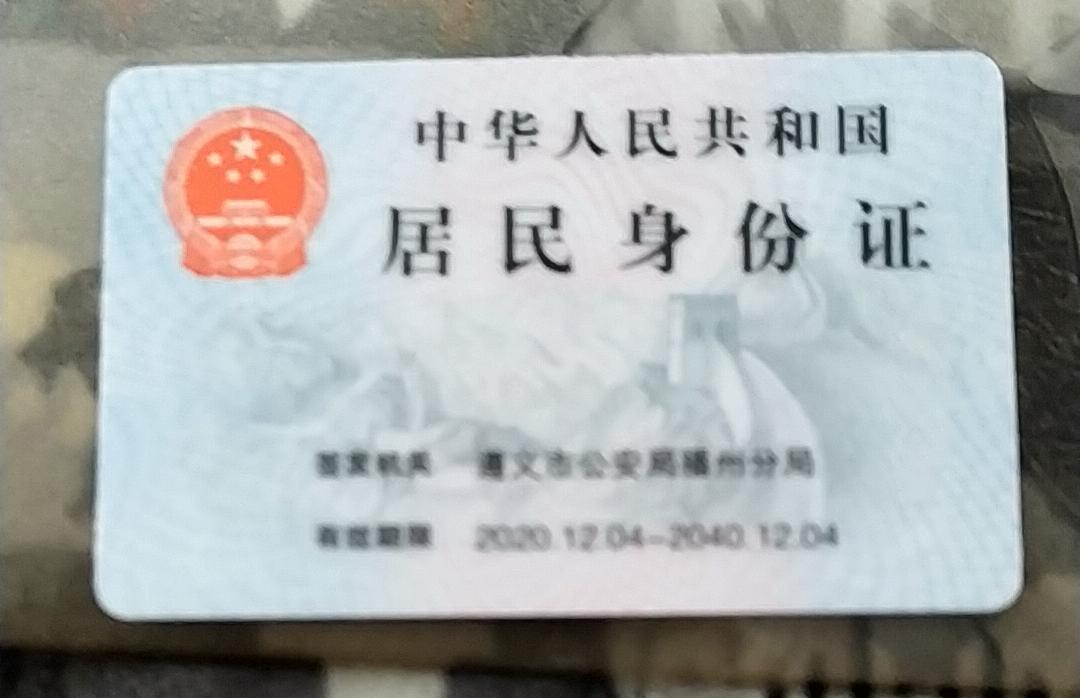 中华人民共和国
居民身份证
签发机关 遵义市公安局播州分局
有效期限 2020.12.04-2040.12.04